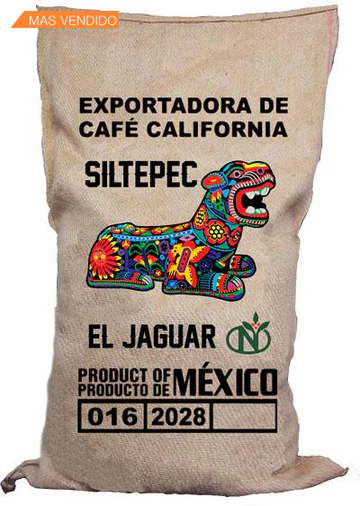 MAS VENDIDO
EXPORTADORA DE
CAFÉ CALIFORNIA
SILTEPEC
EL JAGUAR N
PRODUCT OF
PRODUCTO DE MÉXICO
016 2028